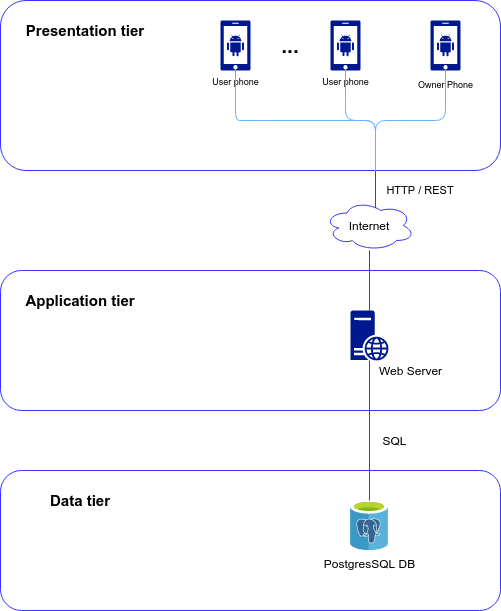 Presentation tier
...
User phone
User phone
Owner Phone
HTTP / REST
Internet
Application tier
Web Server
SQL
Data tier
PostgresSQL DB